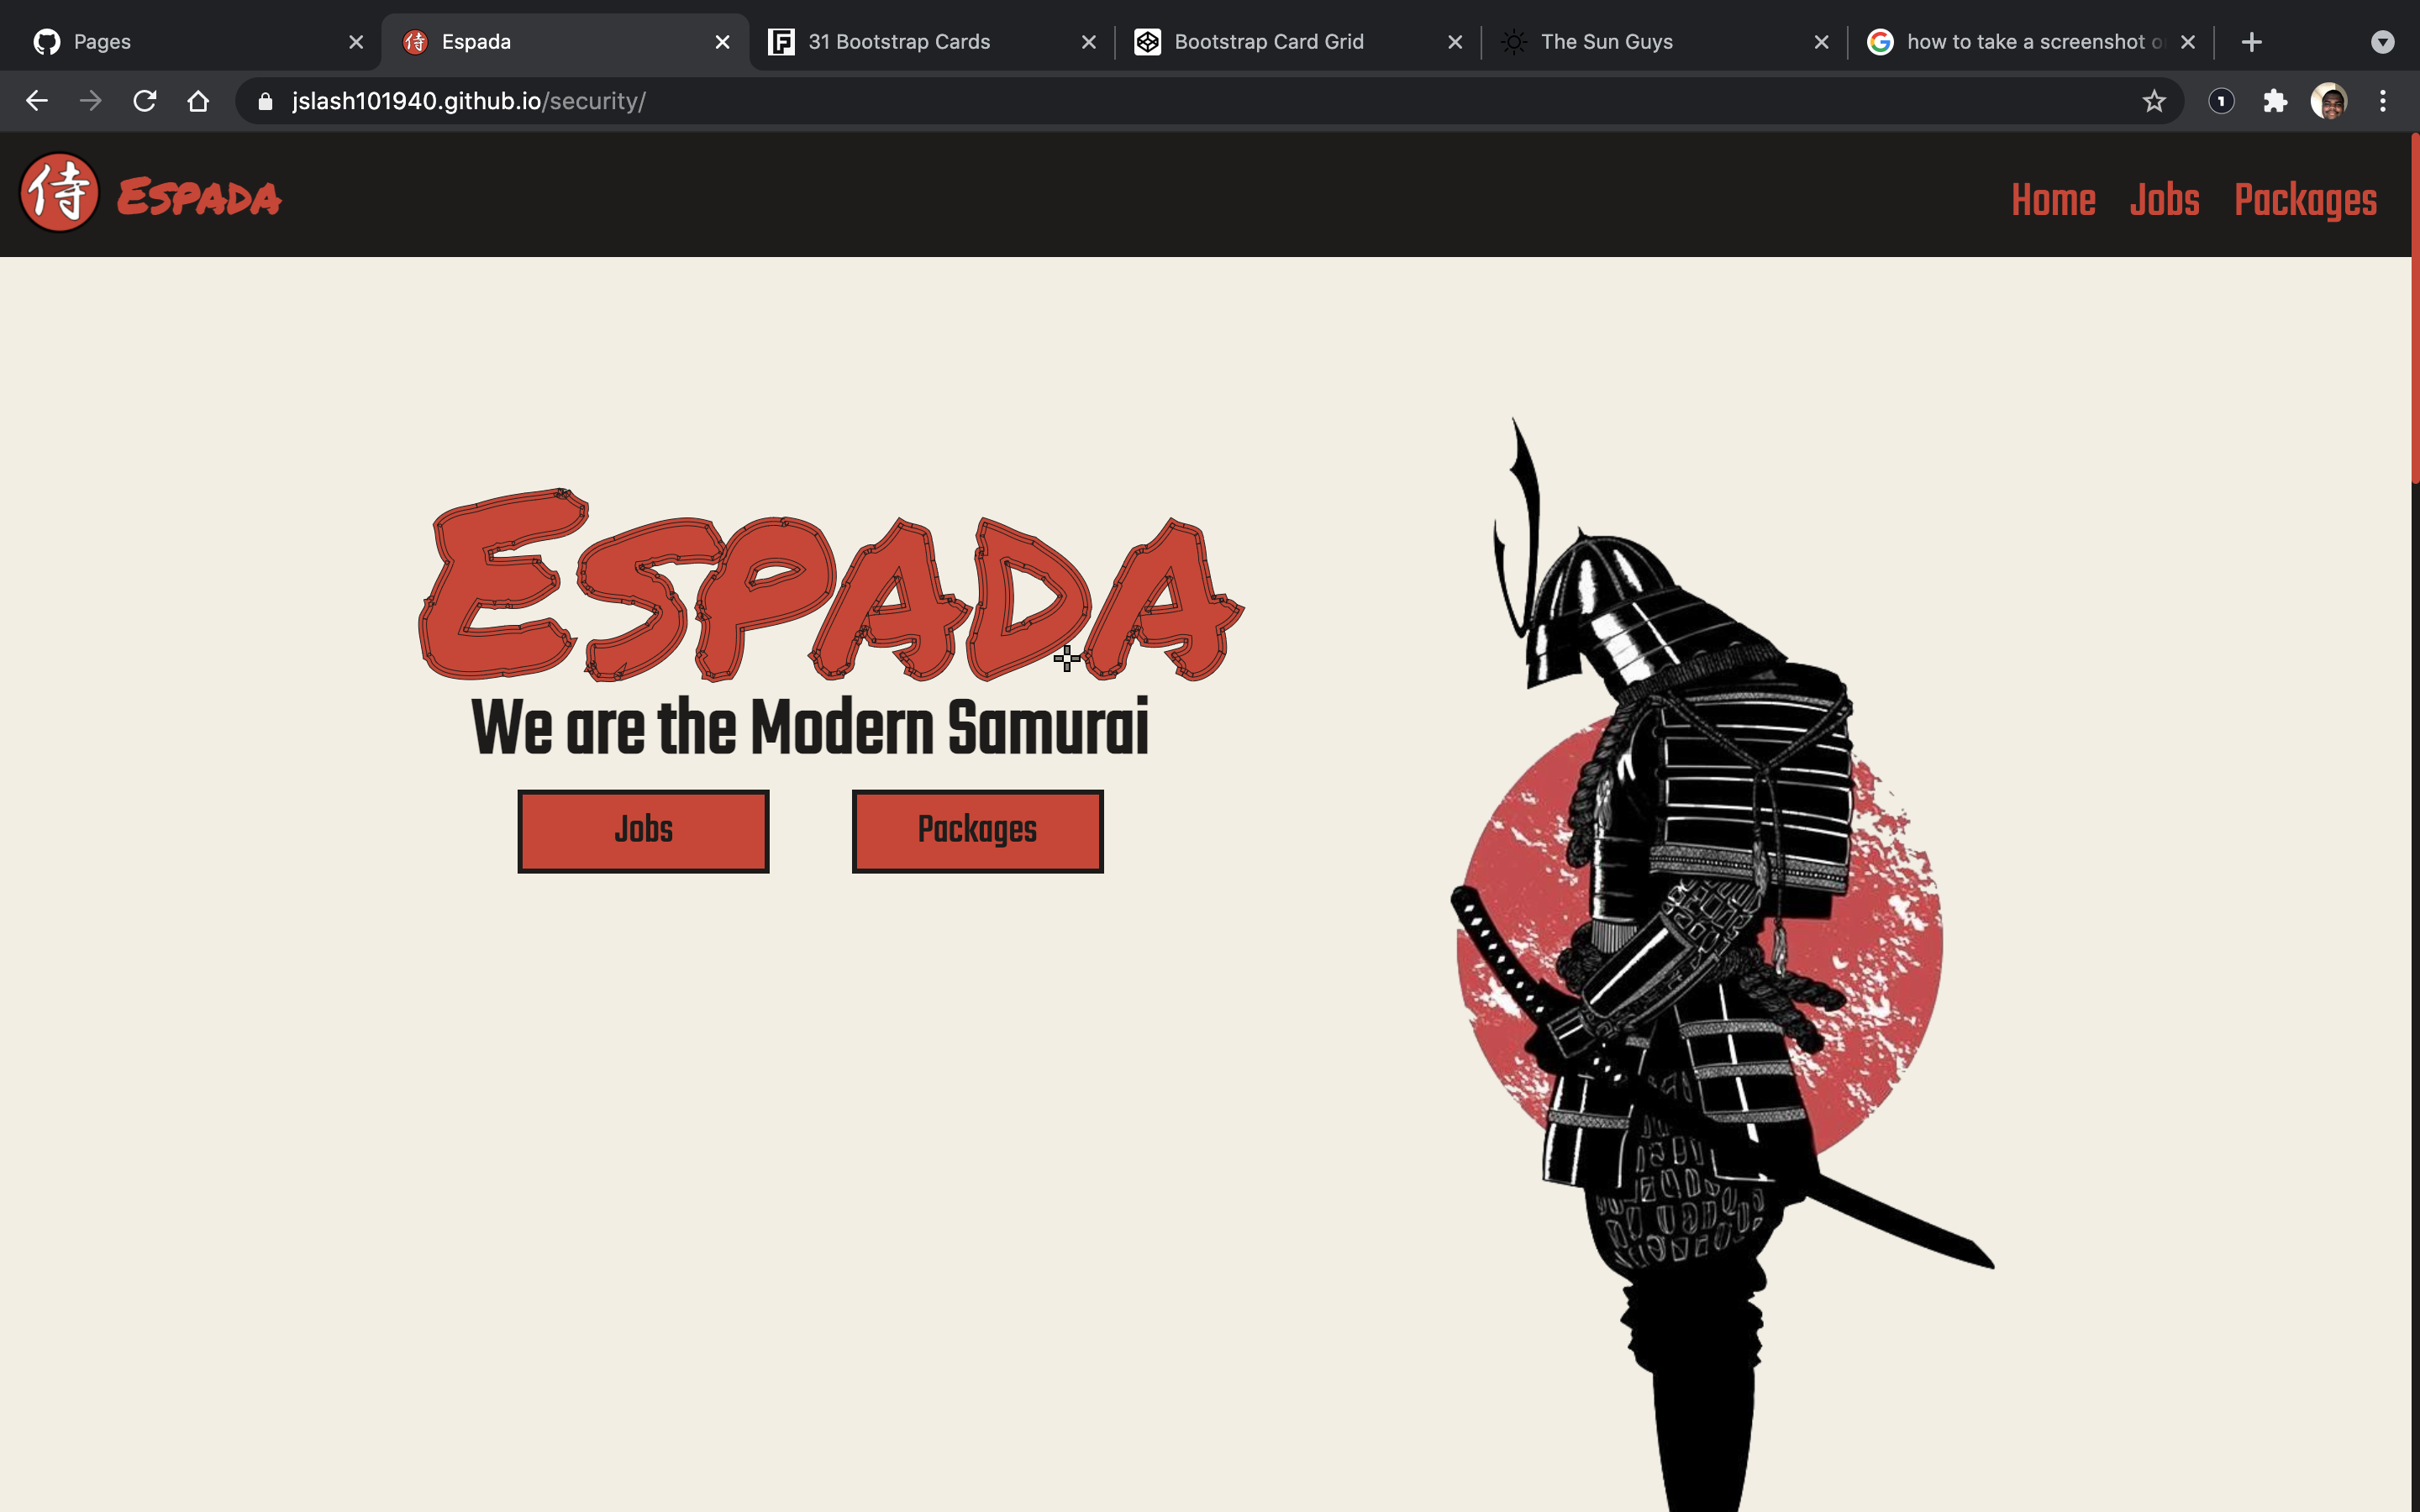 Pages
Espada
31 Bootstrap Cards
Bootstrap Card Grid
The Sun Guys
how to take a screenshot o
jslash101940.github.io/security/
1
侍 Espada
Home Jobs Packages
Espada
We are the Modern Samurai
Jobs Packages